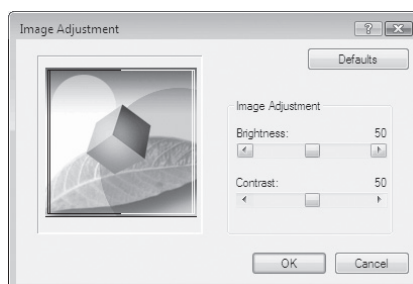 Image Adjustment
Defaults
Image Adjustment
Brightness: 50
Contrast: 50
OK Cancel